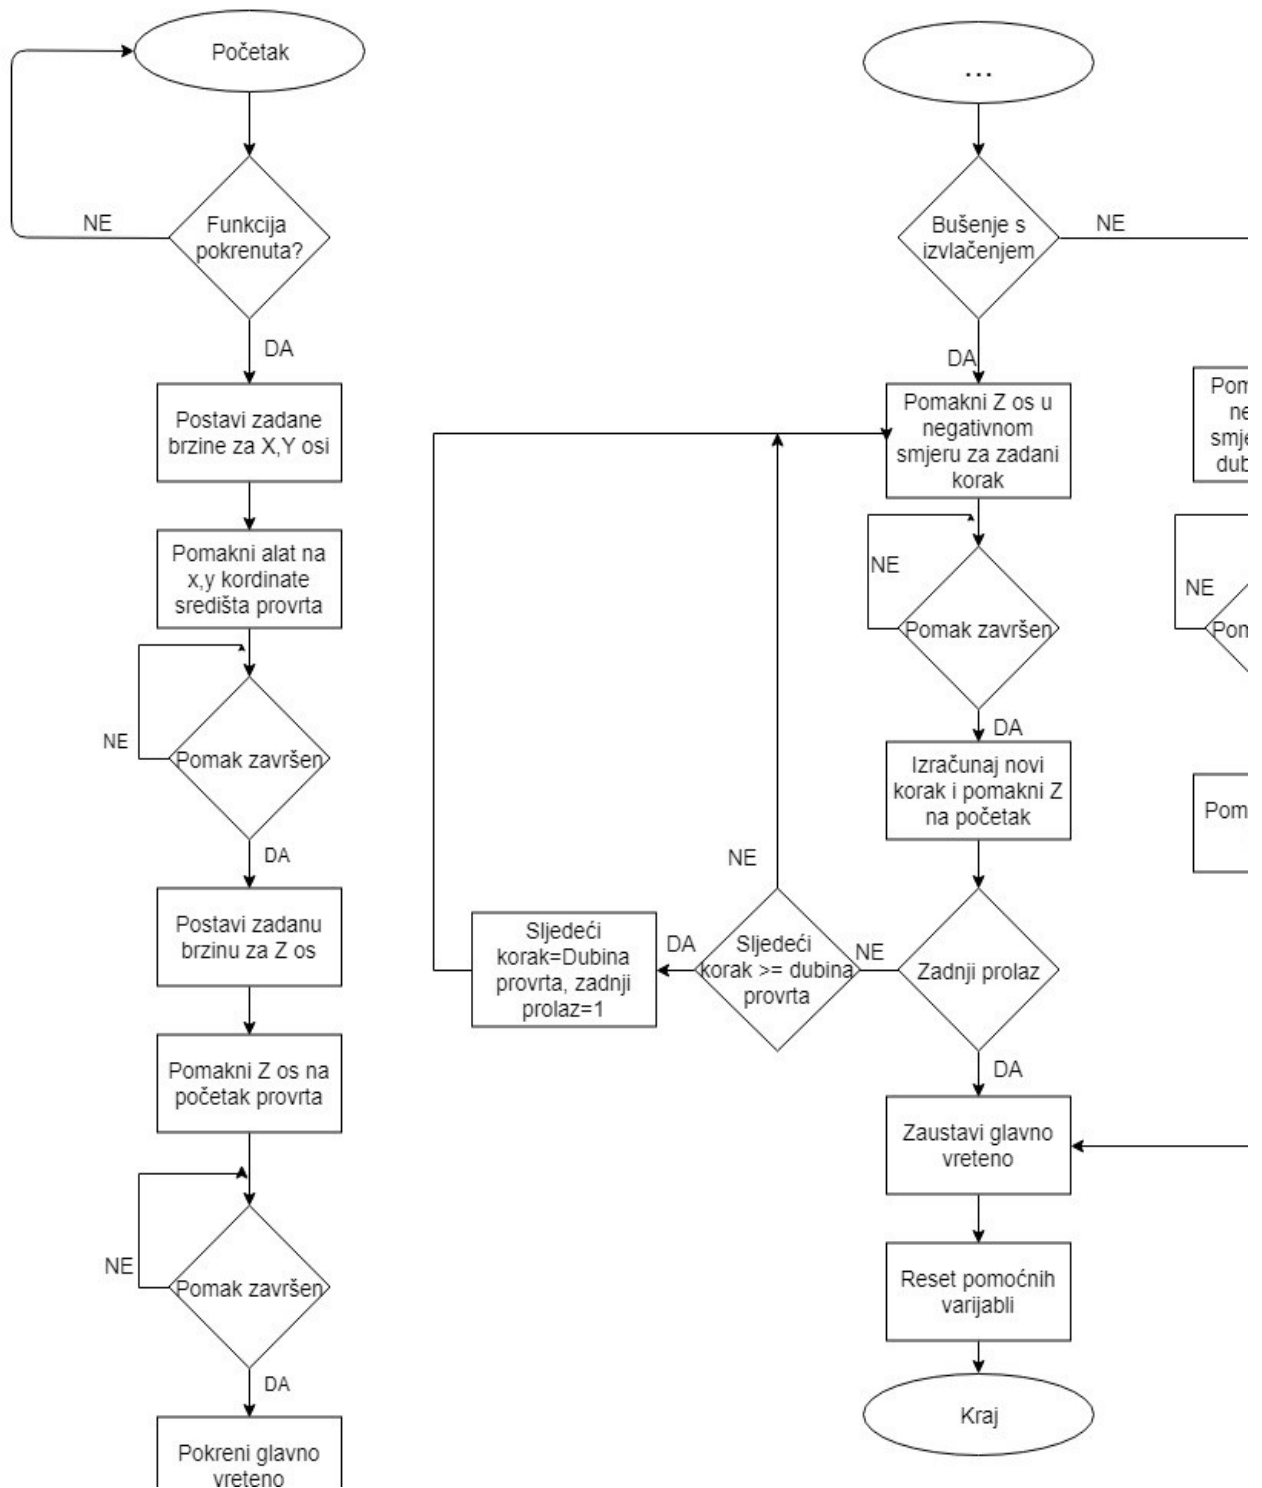 Početak
NE
Funkcija
pokrenuta?
DA
Postavi zadane
brzine za X,Y osi
Pomakni alat na
x,y kordinate
središta provrta
NE
Pomak završen
DA
Postavi zadanu
brzinu za Z os
Pomakni Z os na
početak provrta
NE
Pomak završen
DA
Pokreni glavno
vreteno
...
Bušenje s
izvlačenjem
NE
DA
Pomakni Z os u
negativnom
smjeru za zadani
korak
NE
Pomak završen
DA
Izračunaj novi
korak i pomakni Z
na početak
NE
Sljedeći
korak=Dubina
provrta, zadnji
prolaz=1
DA
Sljedeći
korak >= dubina
provrta
NE
Zadnji prolaz
DA
Zaustavi glavno
vreteno
Reset pomoćnih
varijabli
Kraj
NE